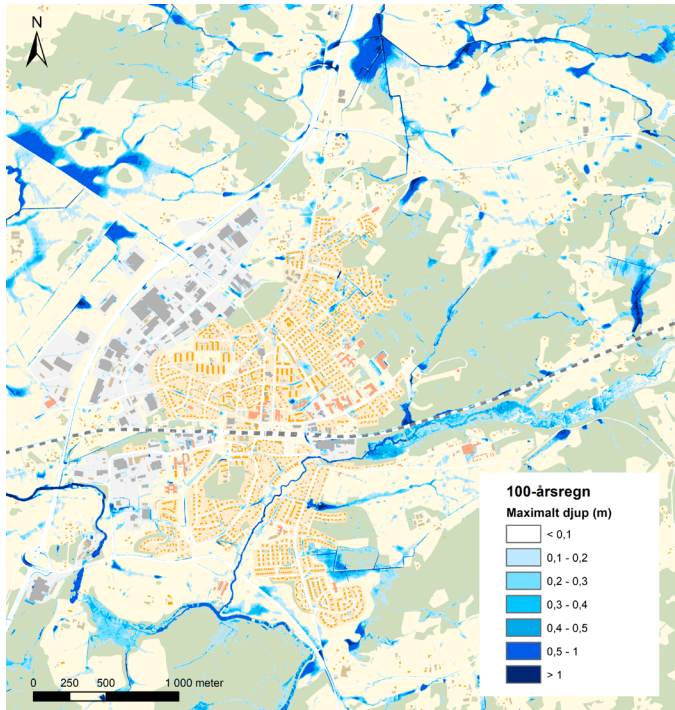 N
100-årsregn
Maximalt djup (m)
< 0,1
0,1 - 0,2
0,2 - 0,3
0,3 - 0,4
0,4 - 0,5
0,5 - 1
> 1
0 250 500 1 000 meter